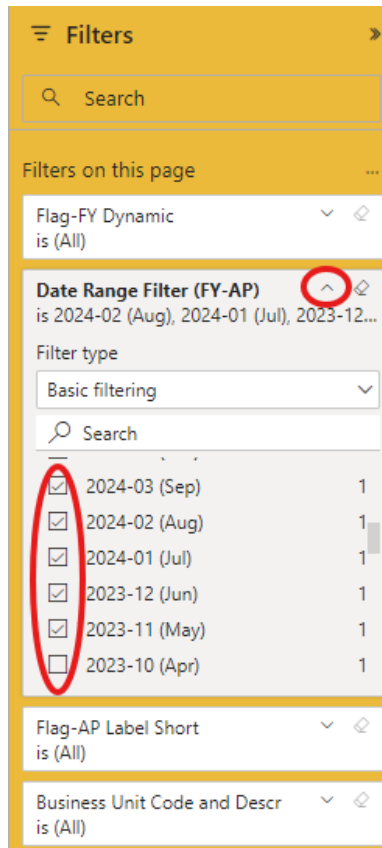 Filters
Search
Filters on this page
...
Flag-FY Dynamic
is (All)
Date Range Filter (FY-AP)
is 2024-02 (Aug), 2024-01 (Jul), 2023-12...
Filter type
Basic filtering
Search
2024-03 (Sep) 1
2024-02 (Aug) 1
2024-01 (Jul) 1
2023-12 (Jun) 1
2023-11 (May) 1
2023-10 (Apr) 1
Flag-AP Label Short
is (All)
Business Unit Code and Descr
is (All)